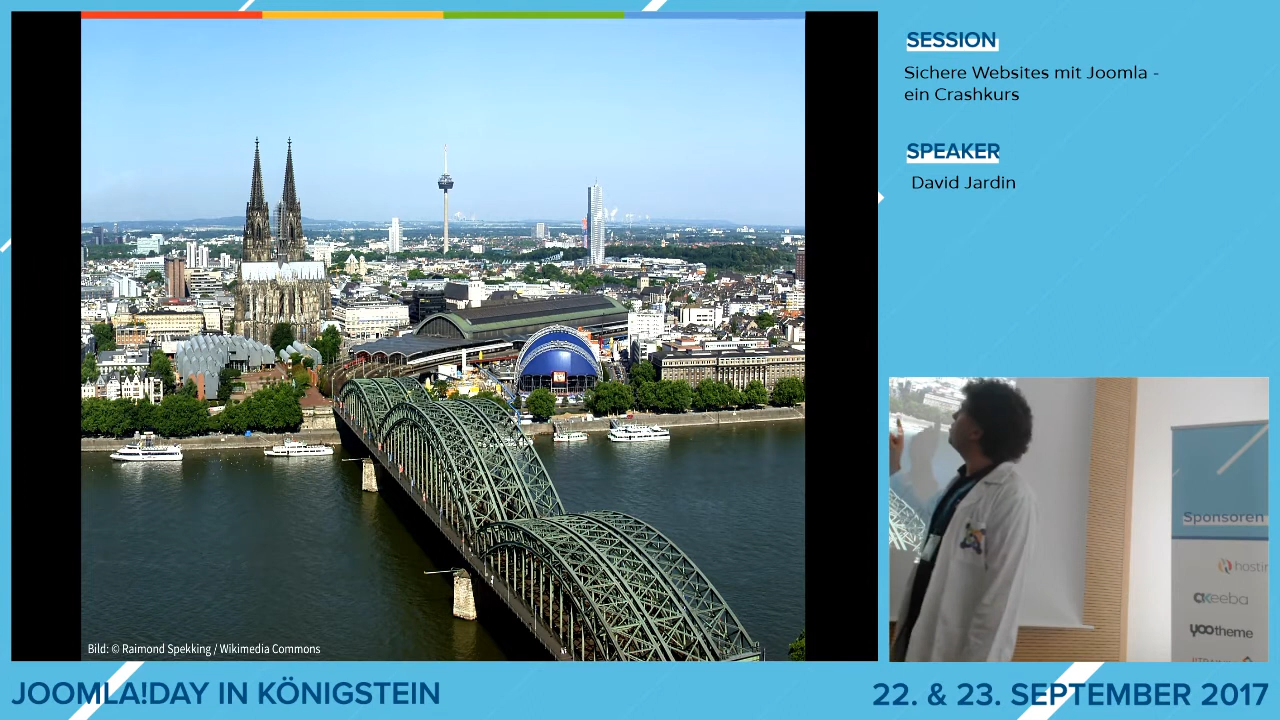 SESSION
Sichere Websites mit Joomla -
ein Crashkurs
SPEAKER
David Jardin
Sponsoren
akeeba
yootheme
Bild: © Raimond Spekking / Wikimedia Commons
JOOMLA!DAY IN KÖNIGSTEIN
22. & 23. SEPTEMBER 2017